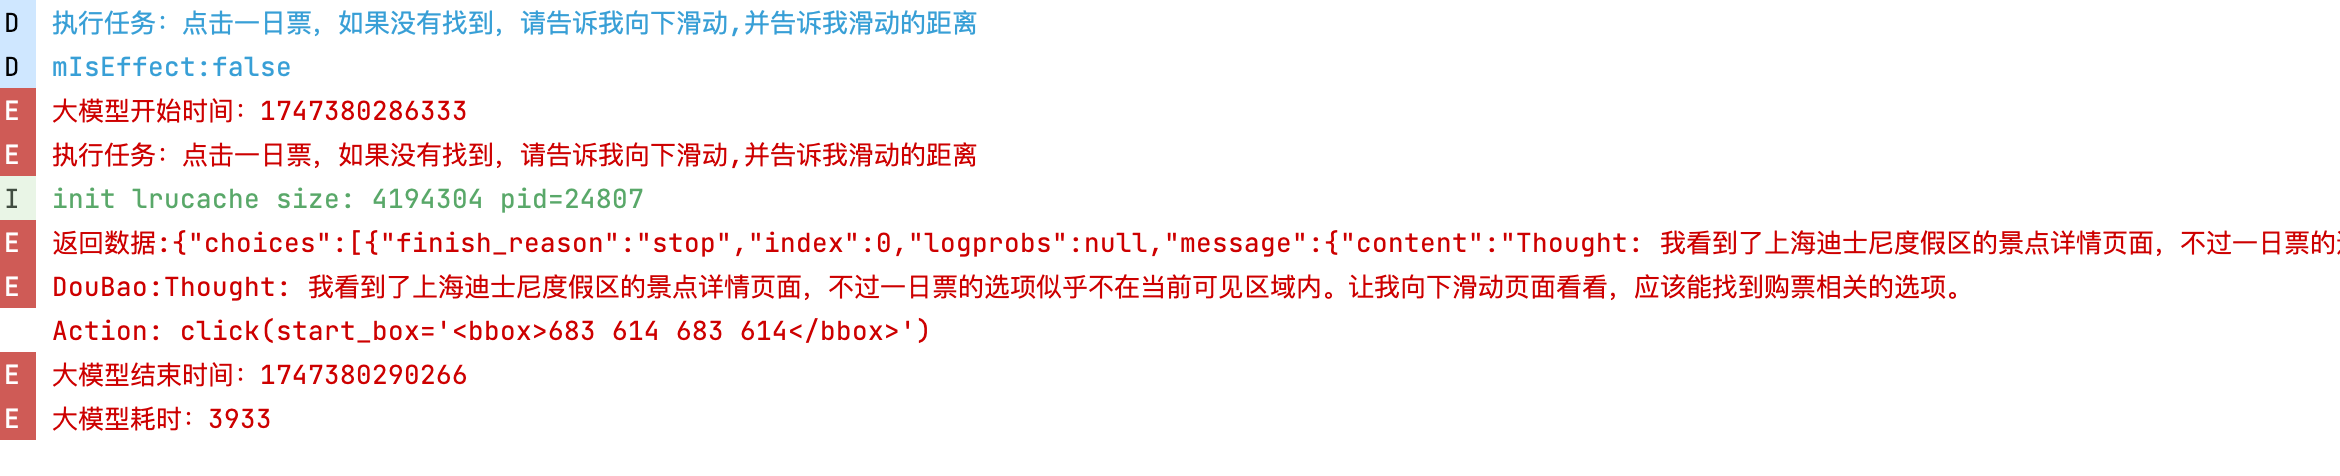 D 执行任务：点击一日票，如果没有找到，请告诉我向下滑动,并告诉我滑动的距离
D mIsEffect:false
E 大模型开始时间：1747380286333
E 执行任务：点击一日票，如果没有找到，请告诉我向下滑动,并告诉我滑动的距离
I init lrucache size: 4194304 pid=24807
E 返回数据:{"choices":[{"finish_reason":"stop","index":0,"logprobs":null,"message":{"content":"Thought: 我看到了上海迪士尼度假区的景点详情页面，不过一日票的
E DouBao:Thought: 我看到了上海迪士尼度假区的景点详情页面，不过一日票的选项似乎不在当前可见区域内。让我向下滑动页面看看，应该能找到购票相关的选项。
Action: click(start_box='<bbox>683 614 683 614</bbox>')
E 大模型结束时间：1747380290266
E 大模型耗时：3933